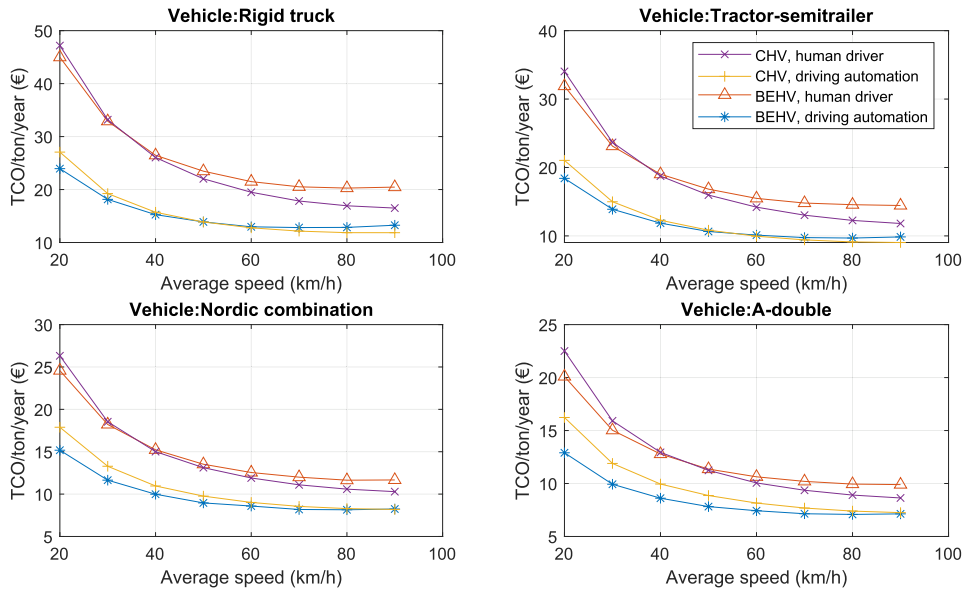 Vehicle:Rigid truck
TCO/ton/year (€)
50
40
30
20
10
20
40
60
80
100
Average speed (km/h)
Vehicle:Tractor-semitrailer
TCO/ton/year (€)
40
30
20
10
20
40
60
80
100
Average speed (km/h)
CHV, human driver
CHV, driving automation
BEHV, human driver
BEHV, driving automation
Vehicle:Nordic combination
TCO/ton/year (€)
30
25
20
15
10
5
20
40
60
80
100
Average speed (km/h)
Vehicle:A-double
TCO/ton/year (€)
25
20
15
10
5
20
40
60
80
100
Average speed (km/h)